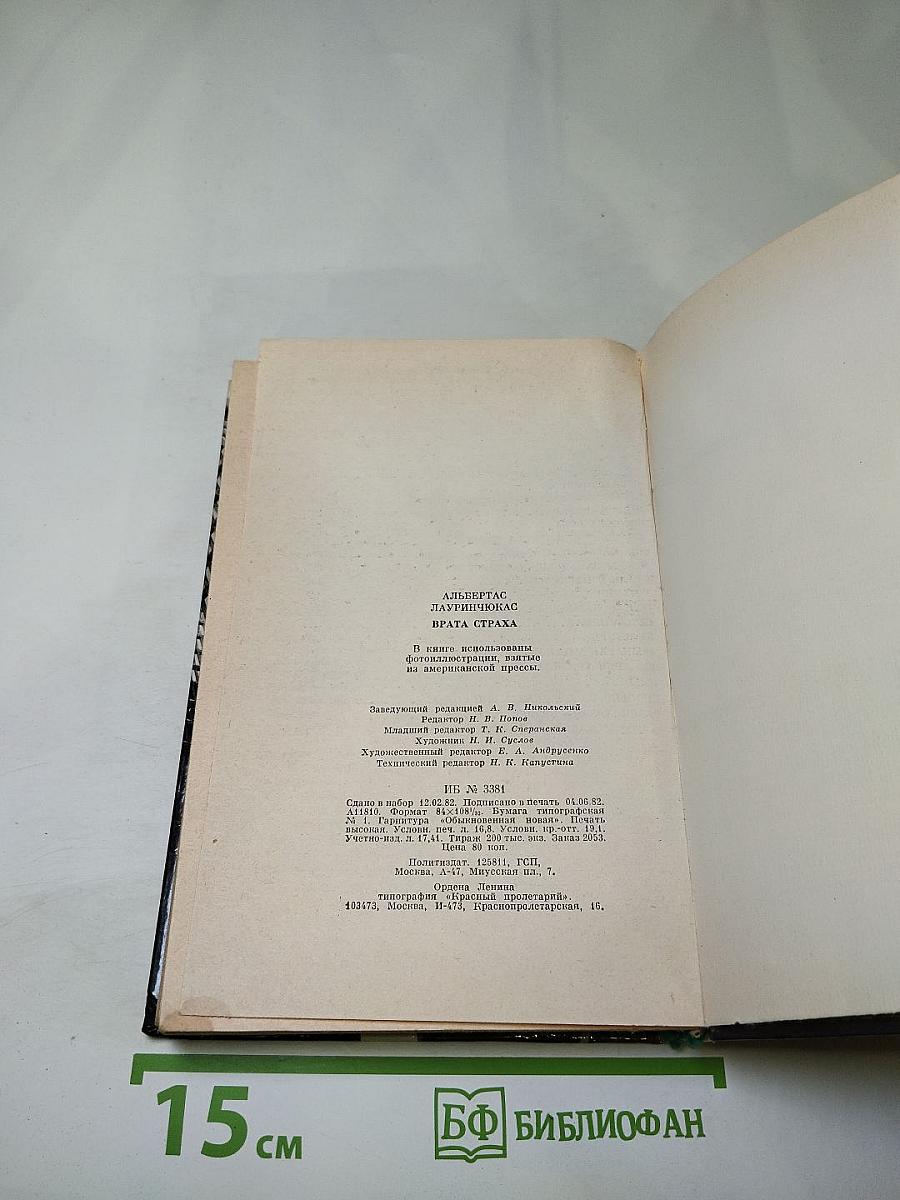 АЛЬБЕРТАС
ЛАУРИНЧЮКАС
ВРАТА СТРАХА
В книге использованы
фотоиллюстрации, взятые
из американской прессы.
Заведующий редакцией А. В. Никольский
Редактор Н. В. Попов
Младший редактор Т. К. Сперанская
Художник Н. И. Суслов
Художественный редактор Е. А. Андрусенко
Технический редактор Н. К. Капустина
ИБ № 3381
Сдано в набор 12.02.82. Подписано в печать 04.06.82.
А11810. Формат 84×108¹/₃₂. Бумага типографская
№ 1. Гарнитура «Обыкновенная новая». Печать
высокая. Условн. печ. л. 16,8. Условн. кр.-отт. 19,1.
Учетно-изд. л. 17,41. Тираж 200 тыс. экз. Заказ 2053.
Цена 80 коп.
Политиздат. 125811, ГСП,
Москва, А-47, Миусская пл., 7.
Ордена Ленина
типография «Красный пролетарий».
103473, Москва, И-473, Краснопролетарская, 16.
15 см
БФ БИБЛИОФАН